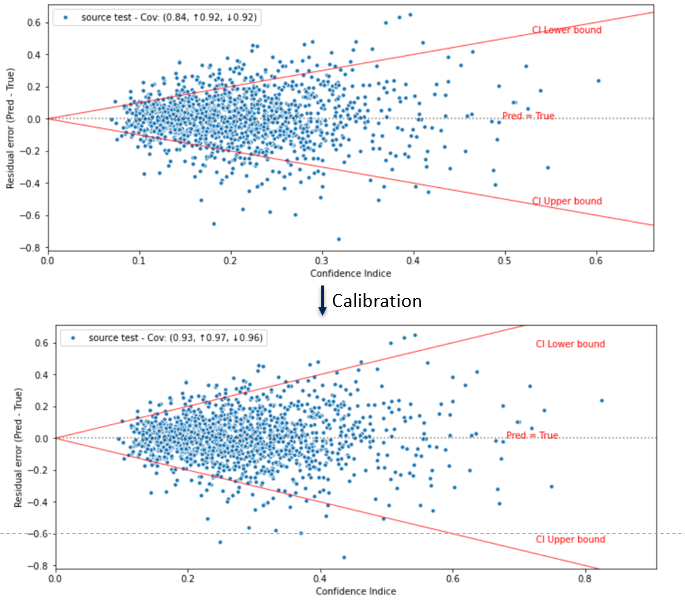 source test - Cov: (0.84, ↑0.92, ↓0.92)
CI Lower bound
Pred = True
CI Upper bound
Residual error (Pred - True)
0.6
0.4
0.2
0.0
−0.2
−0.4
−0.6
−0.8
0.0 0.1 0.2 0.3 0.4 0.5 0.6
Confidence Indice
Calibration
source test - Cov: (0.93, ↑0.97, ↓0.96)
CI Lower bound
Pred = True
CI Upper bound
Residual error (Pred - True)
0.6
0.4
0.2
0.0
−0.2
−0.4
−0.6
−0.8
0.0 0.2 0.4 0.6 0.8
Confidence Indice